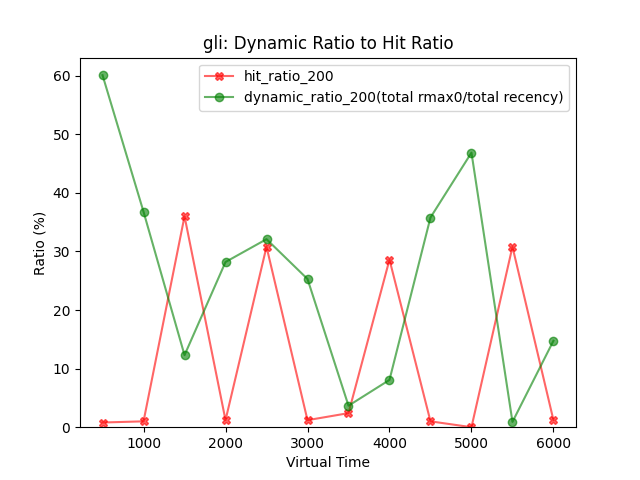 gli: Dynamic Ratio to Hit Ratio
hit_ratio_200
dynamic_ratio_200(total rmax0/total recency)
Ratio (%)
60
50
40
30
20
10
0
1000 2000 3000 4000 5000 6000
Virtual Time